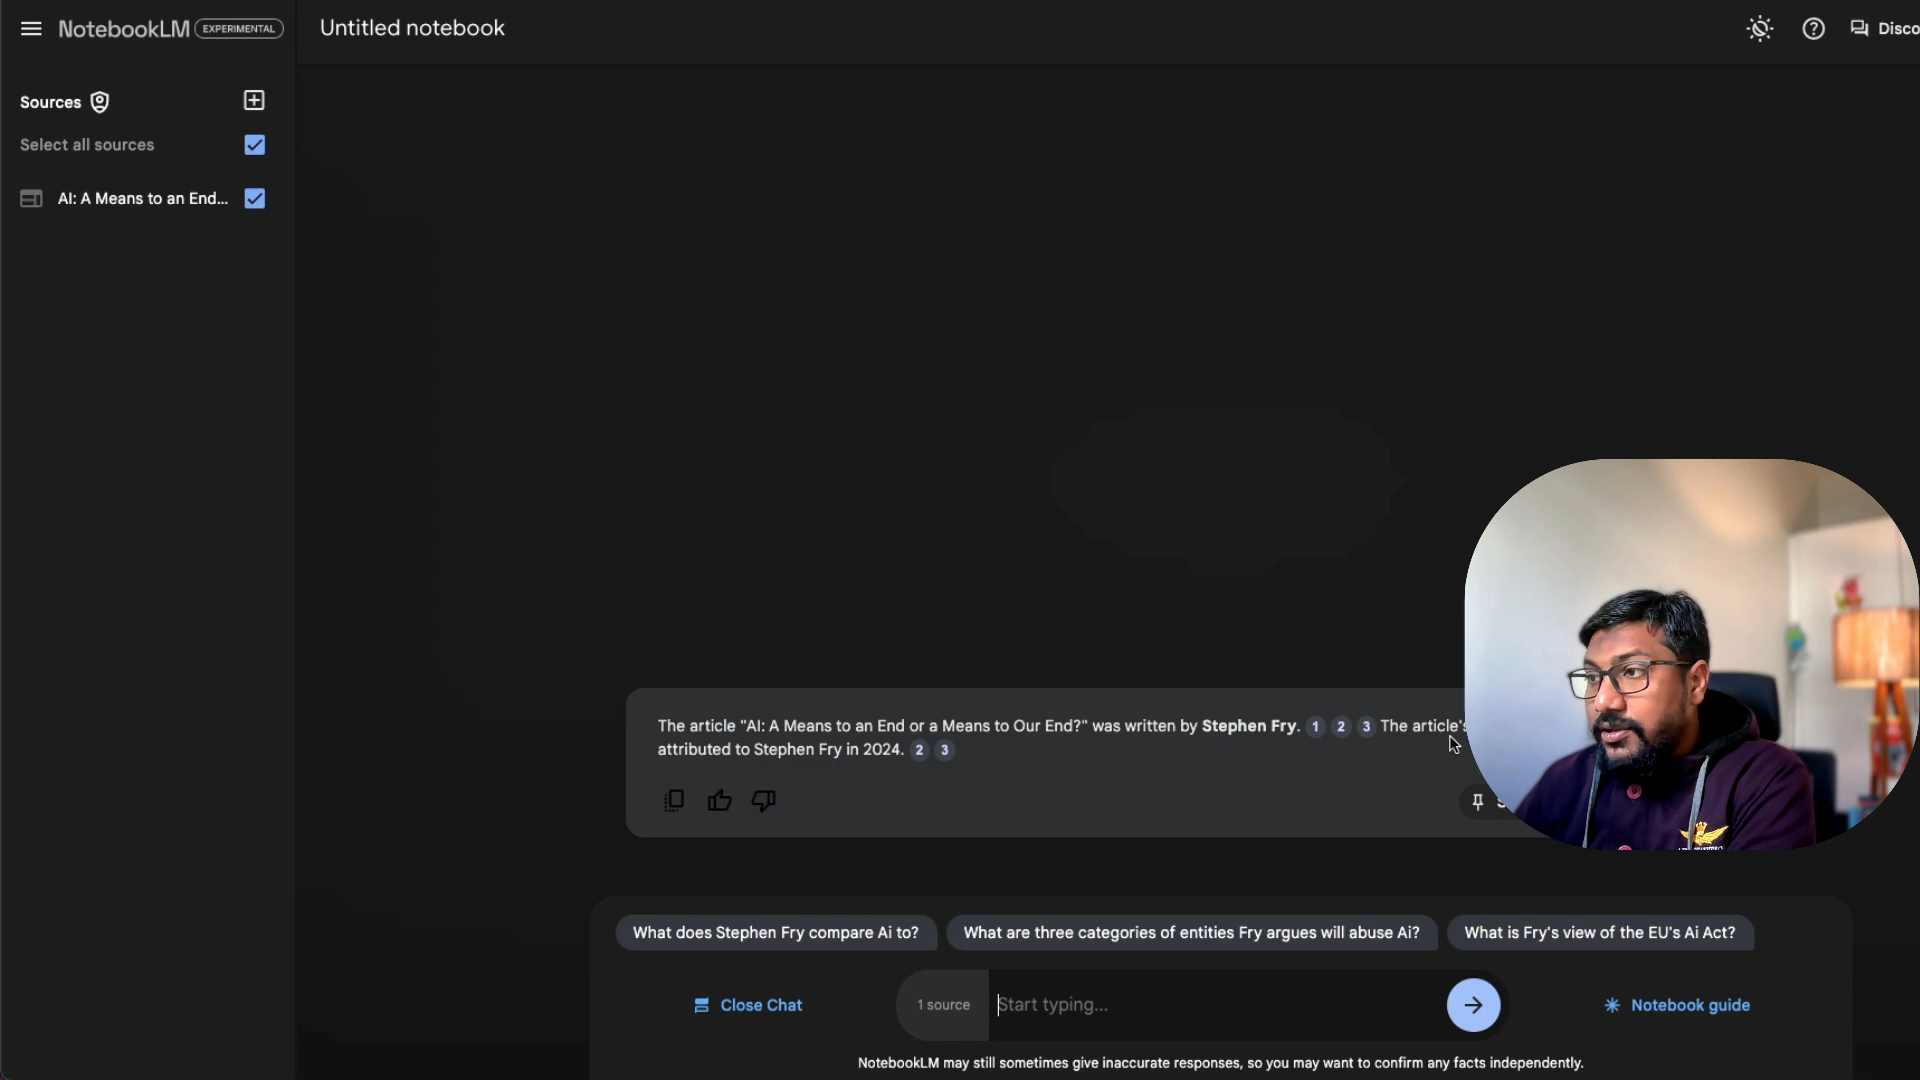 NotebookLM EXPERIMENTAL
Untitled notebook
Disco
Sources
Select all sources
AI: A Means to an End...
The article "AI: A Means to an End or a Means to Our End?" was written by Stephen Fry. 1 2 3 The article's
attributed to Stephen Fry in 2024. 2 3
What does Stephen Fry compare Ai to?
What are three categories of entities Fry argues will abuse Ai?
What is Fry's view of the EU's Ai Act?
Close Chat
1 source
Start typing...
Notebook guide
NotebookLM may still sometimes give inaccurate responses, so you may want to confirm any facts independently.